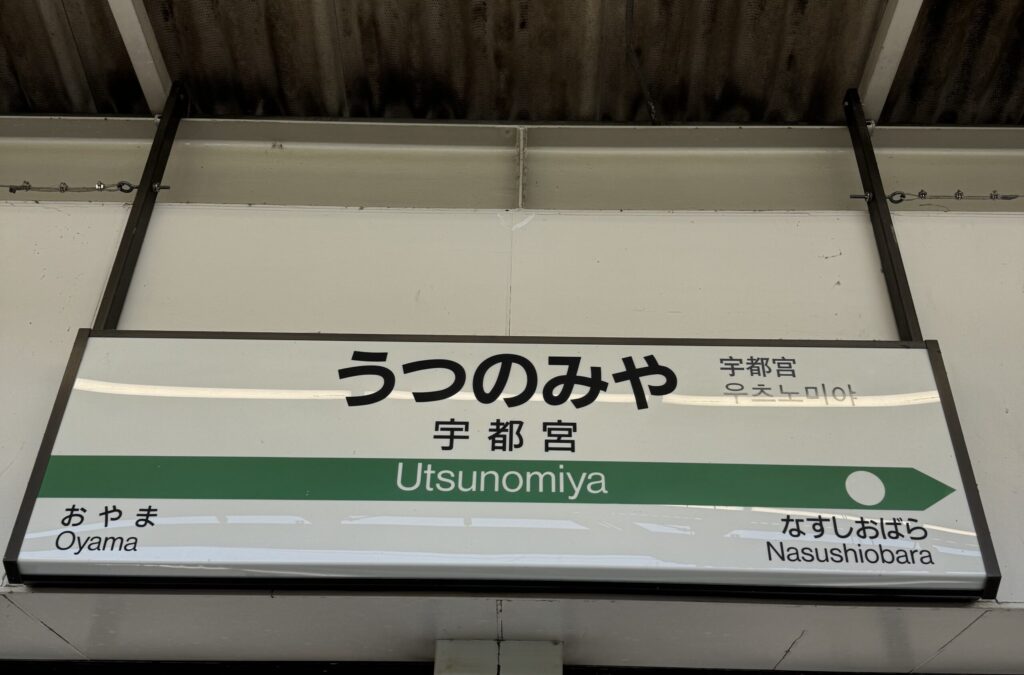 うつのみや
宇都宮
우츠노미야
宇都宮
Utsunomiya
おやま
Oyama
なすしおばら
Nasushiobara